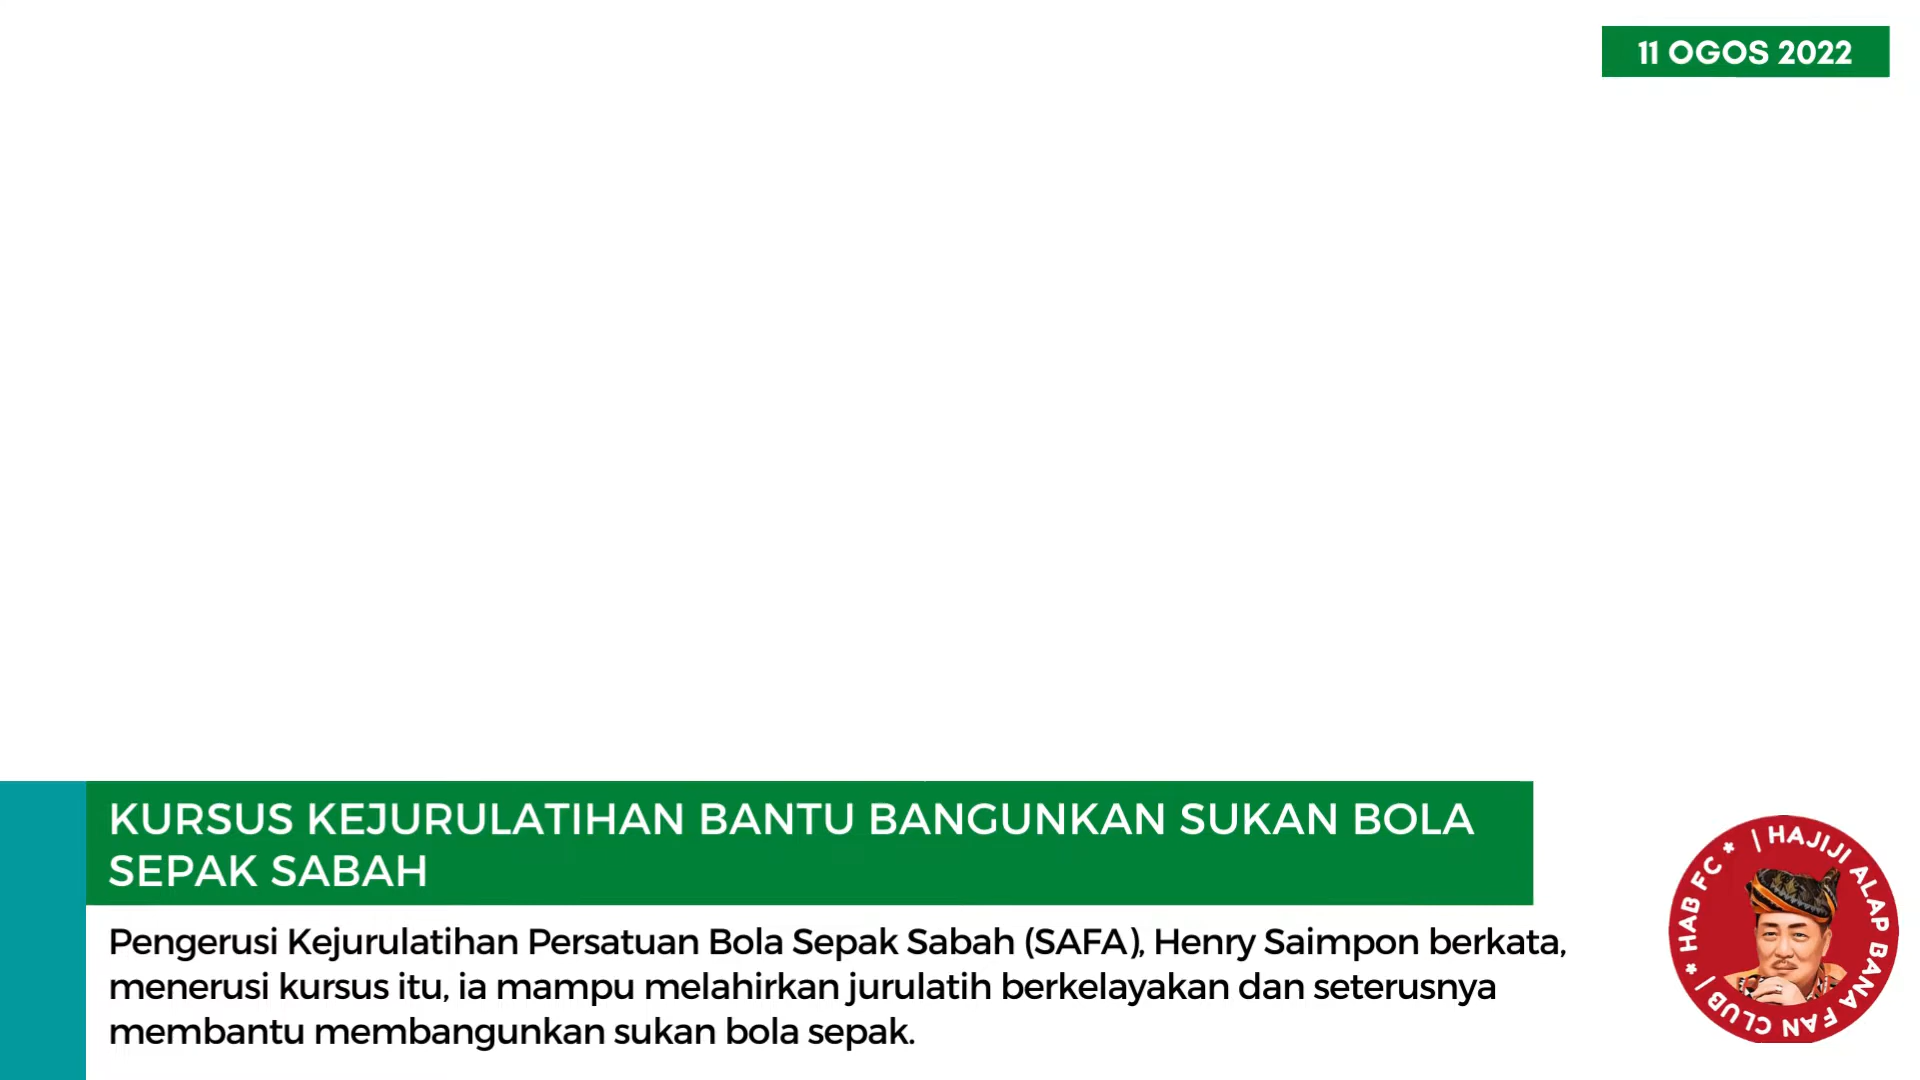 11 OGOS 2022
KURSUS KEJURULATIHAN BANTU BANGUNKAN SUKAN BOLA
SEPAK SABAH
Pengerusi Kejurulatihan Persatuan Bola Sepak Sabah (SAFA), Henry Saimpon berkata,
menerusi kursus itu, ia mampu melahirkan jurulatih berkelayakan dan seterusnya
membantu membangunkan sukan bola sepak.
* HAB FC * | HAJIJI ALAP BANA FAN CLUB |